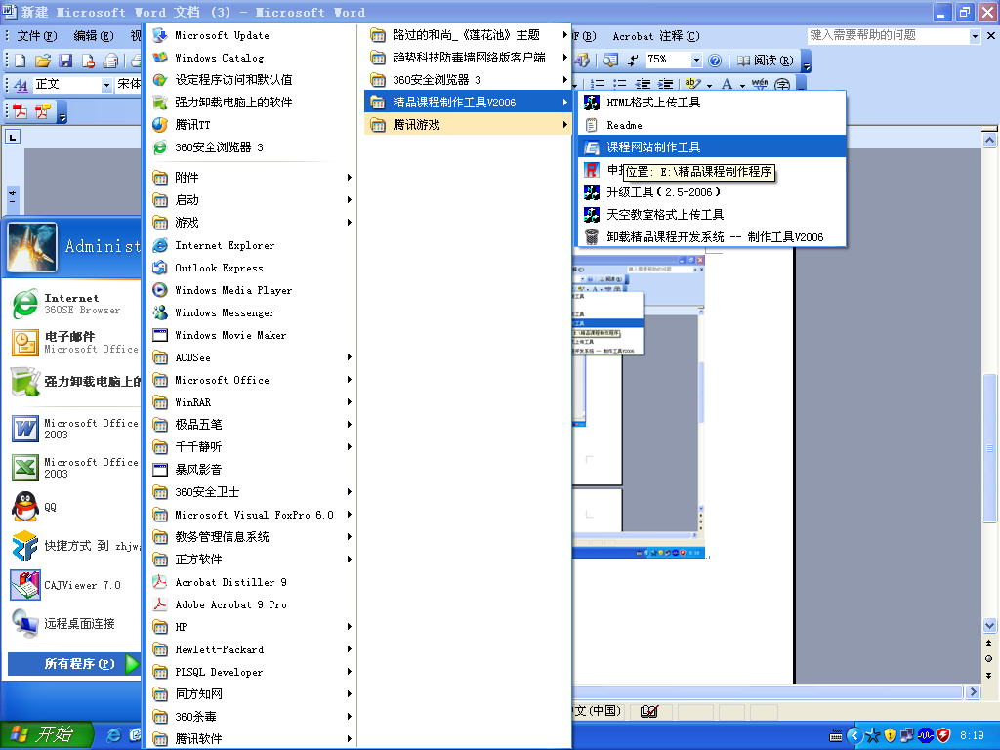 新建 Microsoft Word 文档 (3) - Microsoft Word
文件(F) 编辑(E) 视
(B) Acrobat 注释(C) 键入需要帮助的问题
75% 阅读(R)
正文 宋体
Administ
Internet
360SE Browser
电子邮件
Microsoft Office
强力卸载电脑上的
Microsoft Office
2003
Microsoft Office
2003
QQ
快捷方式 到 zhjw
CAJViewer 7.0
远程桌面连接
所有程序(P)
Microsoft Update
Windows Catalog
设定程序访问和默认值
强力卸载电脑上的软件
腾讯TT
360安全浏览器 3
附件
启动
游戏
Internet Explorer
Outlook Express
Windows Media Player
Windows Messenger
Windows Movie Maker
ACDSee
Microsoft Office
WinRAR
极品五笔
千千静听
暴风影音
360安全卫士
Microsoft Visual FoxPro 6.0
教务管理信息系统
正方软件
Acrobat Distiller 9
Adobe Acrobat 9 Pro
HP
Hewlett-Packard
PLSQL Developer
同方知网
360杀毒
腾讯软件
路过的和尚_《莲花池》主题
趋势科技防毒墙网络版客户端
360安全浏览器 3
精品课程制作工具V2006
腾讯游戏
HTML格式上传工具
Readme
课程网站制作工具
申
位置: E:\精品课程制作程序
升级工具(2.5-2006)
天空教室格式上传工具
卸载精品课程开发系统 -- 制作工具V2006
中文(中国)
开始
8:19